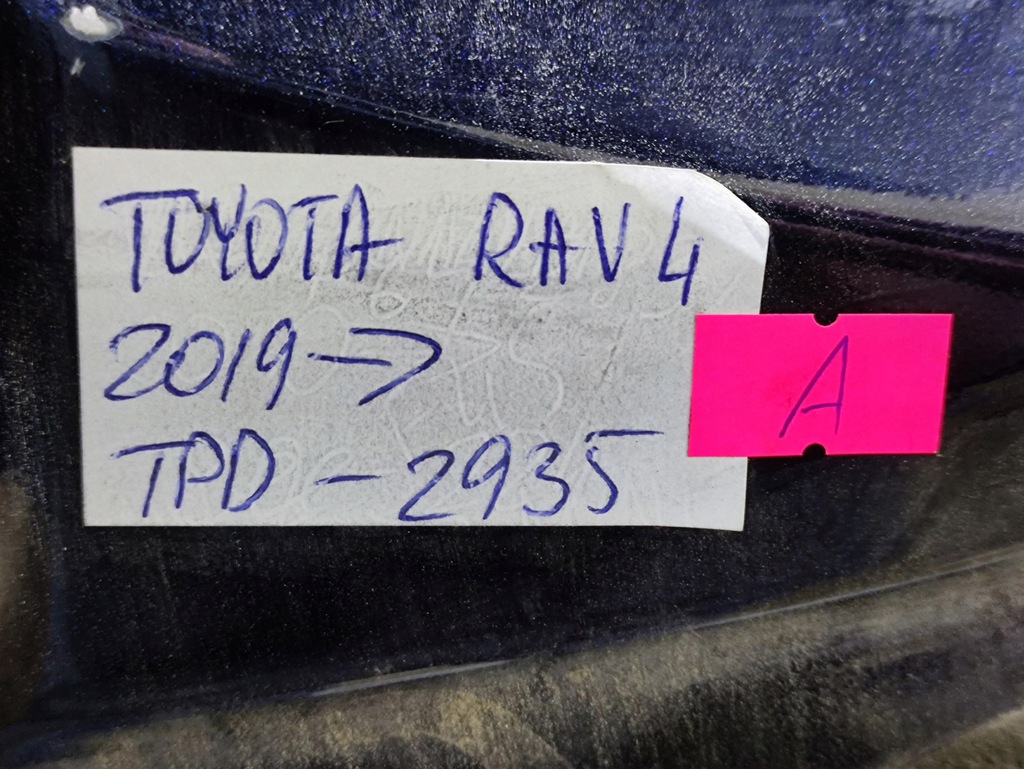 TOYOTA RAV4
2019 →
TPD - 2935
A